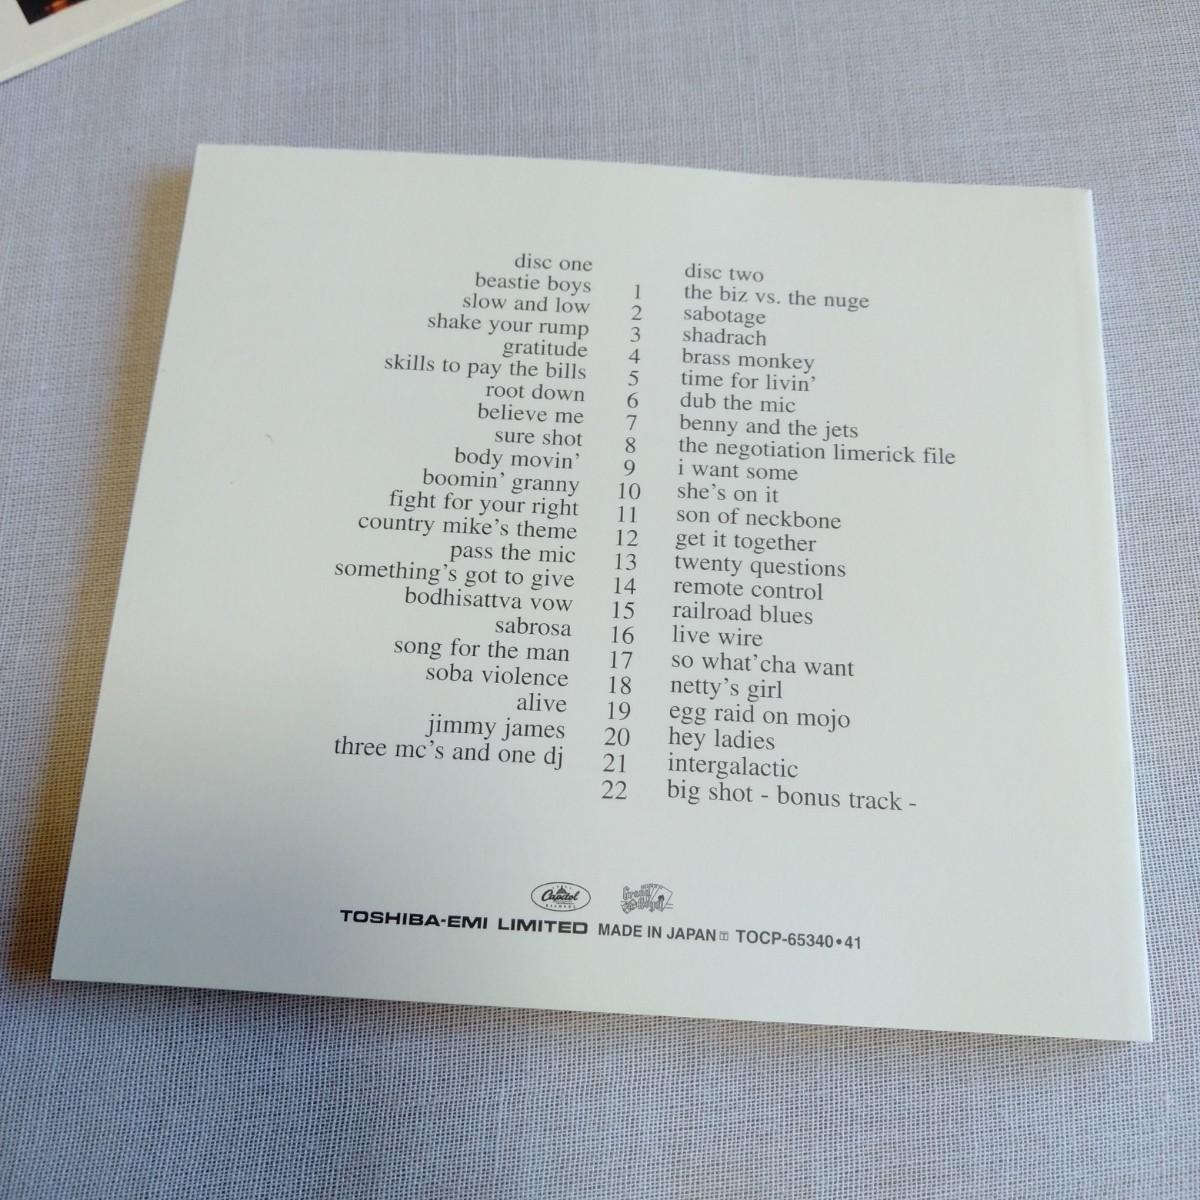 disc one disc two
beastie boys 1 the biz vs. the nuge
slow and low 2 sabotage
shake your rump 3 shadrach
gratitude 4 brass monkey
skills to pay the bills 5 time for livin’
root down 6 dub the mic
believe me 7 benny and the jets
sure shot 8 the negotiation limerick file
body movin’ 9 i want some
boomin’ granny 10 she’s on it
fight for your right 11 son of neckbone
country mike’s theme 12 get it together
pass the mic 13 twenty questions
something’s got to give 14 remote control
bodhisattva vow 15 railroad blues
sabrosa 16 live wire
song for the man 17 so what’cha want
soba violence 18 netty’s girl
alive 19 egg raid on mojo
jimmy james 20 hey ladies
three mc’s and one dj 21 intergalactic
22 big shot - bonus track -
Capitol
RECORDS
Grand Royal
TOSHIBA-EMI LIMITED MADE IN JAPAN TOCP-65340•41